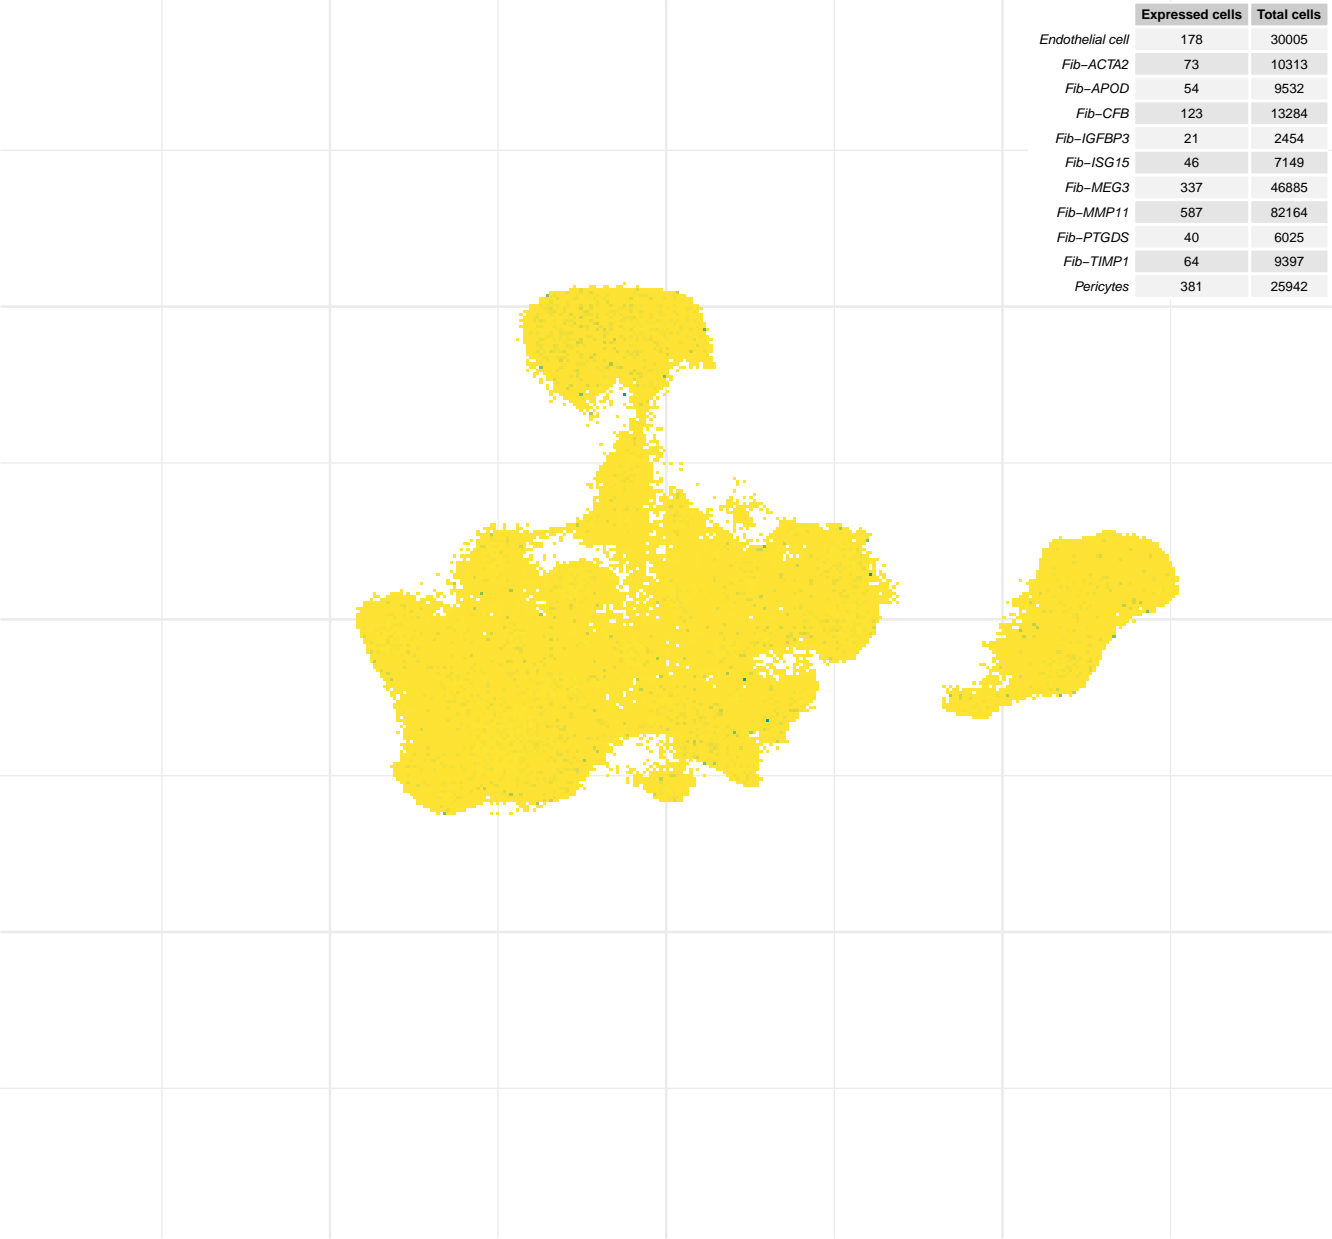 Expressed cells Total cells
Endothelial cell 178 30005
Fib−ACTA2 73 10313
Fib−APOD 54 9532
Fib−CFB 123 13284
Fib−IGFBP3 21 2454
Fib−ISG15 46 7149
Fib−MEG3 337 46885
Fib−MMP11 587 82164
Fib−PTGDS 40 6025
Fib−TIMP1 64 9397
Pericytes 381 25942